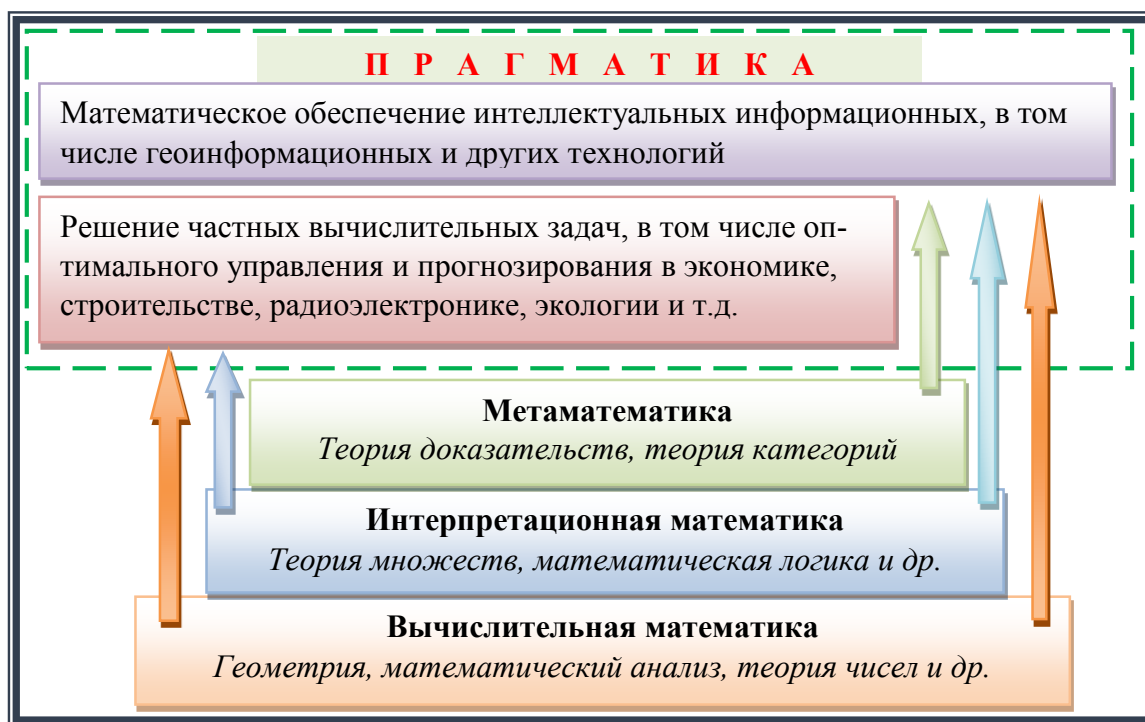 П Р А Г М А Т И К А
Математическое обеспечение интеллектуальных информационных, в том
числе геоинформационных и других технологий
Решение частных вычислительных задач, в том числе оп-
тимального управления и прогнозирования в экономике,
строительстве, радиоэлектронике, экологии и т.д.
Метаматематика
Теория доказательств, теория категорий
Интерпретационная математика
Теория множеств, математическая логика и др.
Вычислительная математика
Геометрия, математический анализ, теория чисел и др.